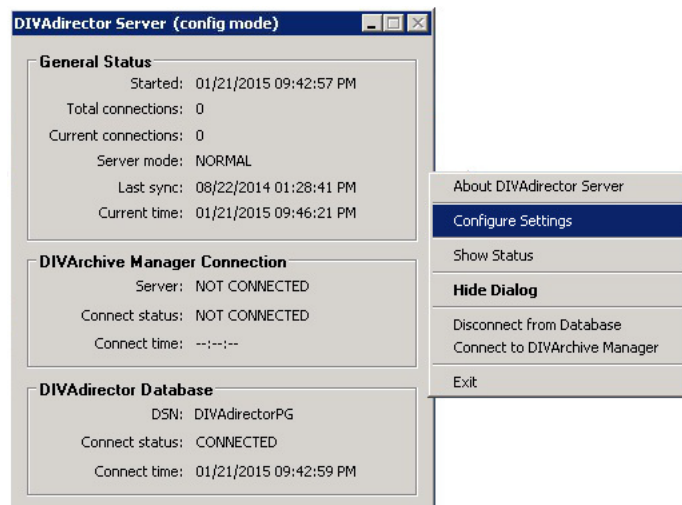 DIVAdirector Server (config mode)
General Status
Started: 01/21/2015 09:42:57 PM
Total connections: 0
Current connections: 0
Server mode: NORMAL
Last sync: 08/22/2014 01:28:41 PM
Current time: 01/21/2015 09:46:21 PM
DIVArchive Manager Connection
Server: NOT CONNECTED
Connect status: NOT CONNECTED
Connect time: --:--:--
DIVAdirector Database
DSN: DIVAdirectorPG
Connect status: CONNECTED
Connect time: 01/21/2015 09:42:59 PM
About DIVAdirector Server
Configure Settings
Show Status
Hide Dialog
Disconnect from Database
Connect to DIVArchive Manager
Exit